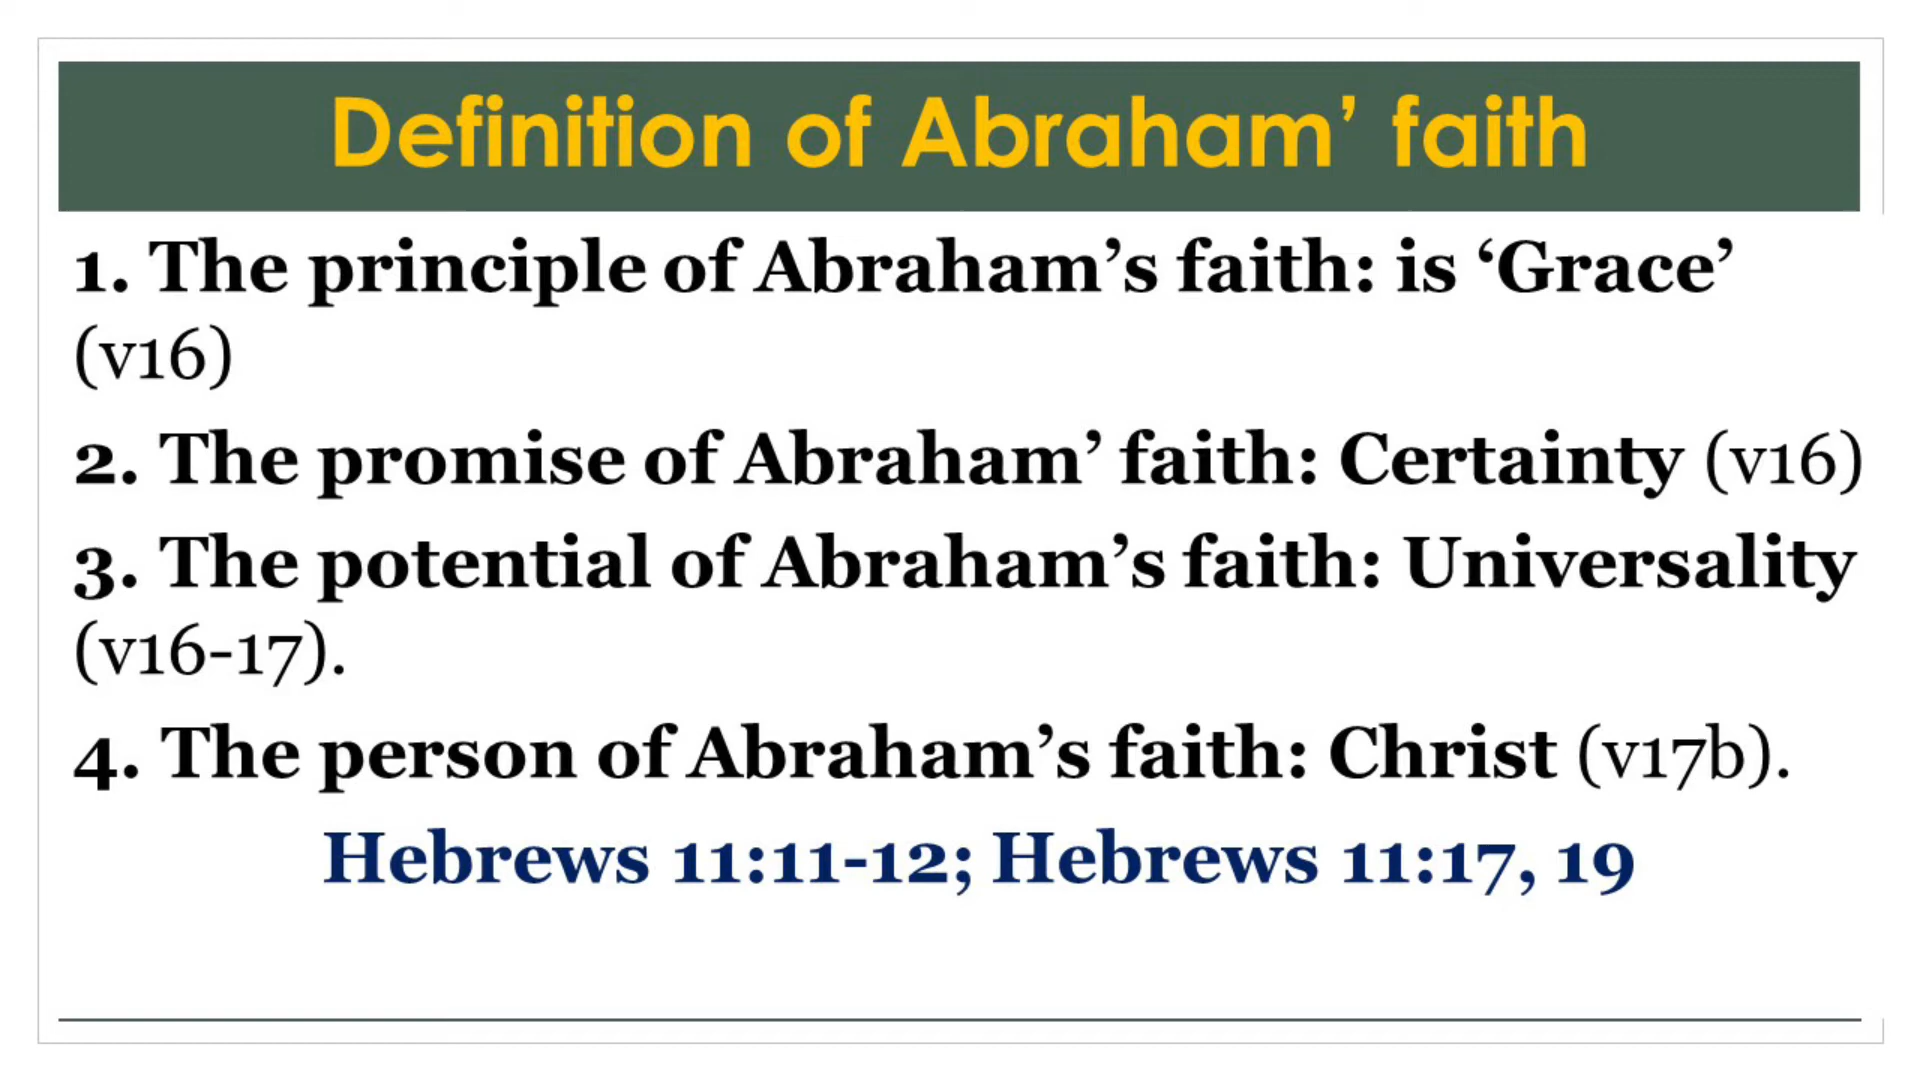 Definition of Abraham’ faith
1. The principle of Abraham’s faith: is ‘Grace’
(v16)
2. The promise of Abraham’ faith: Certainty (v16)
3. The potential of Abraham’s faith: Universality
(v16-17).
4. The person of Abraham’s faith: Christ (v17b).
Hebrews 11:11-12; Hebrews 11:17, 19